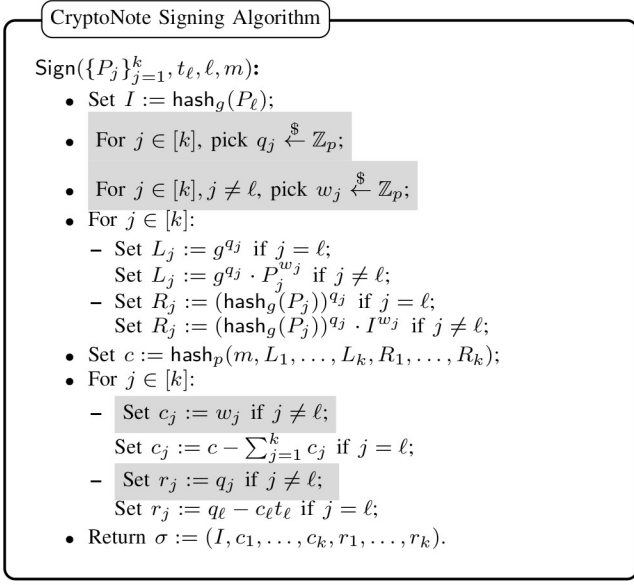 CryptoNote Signing Algorithm
Sign({P_j}_{j=1}^k, t_ℓ, ℓ, m):
• Set I := hash_g(P_ℓ);
• For j ∈ [k], pick q_j ←$ ℤ_p;
• For j ∈ [k], j ≠ ℓ, pick w_j ←$ ℤ_p;
• For j ∈ [k]:
– Set L_j := g^{q_j} if j = ℓ;
Set L_j := g^{q_j} · P_j^{w_j} if j ≠ ℓ;
– Set R_j := (hash_g(P_j))^{q_j} if j = ℓ;
Set R_j := (hash_g(P_j))^{q_j} · I^{w_j} if j ≠ ℓ;
• Set c := hash_p(m, L_1, . . . , L_k, R_1, . . . , R_k);
• For j ∈ [k]:
– Set c_j := w_j if j ≠ ℓ;
Set c_j := c − ∑_{j=1}^k c_j if j = ℓ;
– Set r_j := q_j if j ≠ ℓ;
Set r_j := q_ℓ − c_ℓ t_ℓ if j = ℓ;
• Return σ := (I, c_1, . . . , c_k, r_1, . . . , r_k).